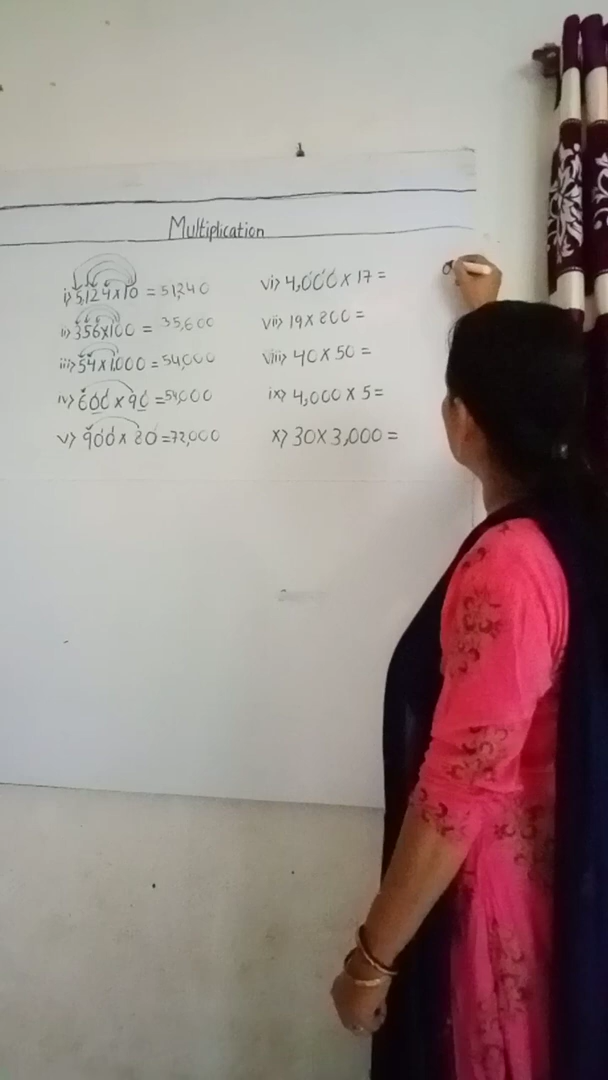 Multiplication
i) 5,124 x 10 = 51,240
ii) 356 x 100 = 35,600
iii) 54 x 1,000 = 54,000
iv) 600 x 90 = 54,000
v) 900 x 80 = 72,000
vi) 4,000 x 17 =
vii) 19 x 800 =
viii) 40 x 50 =
ix) 4,000 x 5 =
x) 30 x 3,000 =